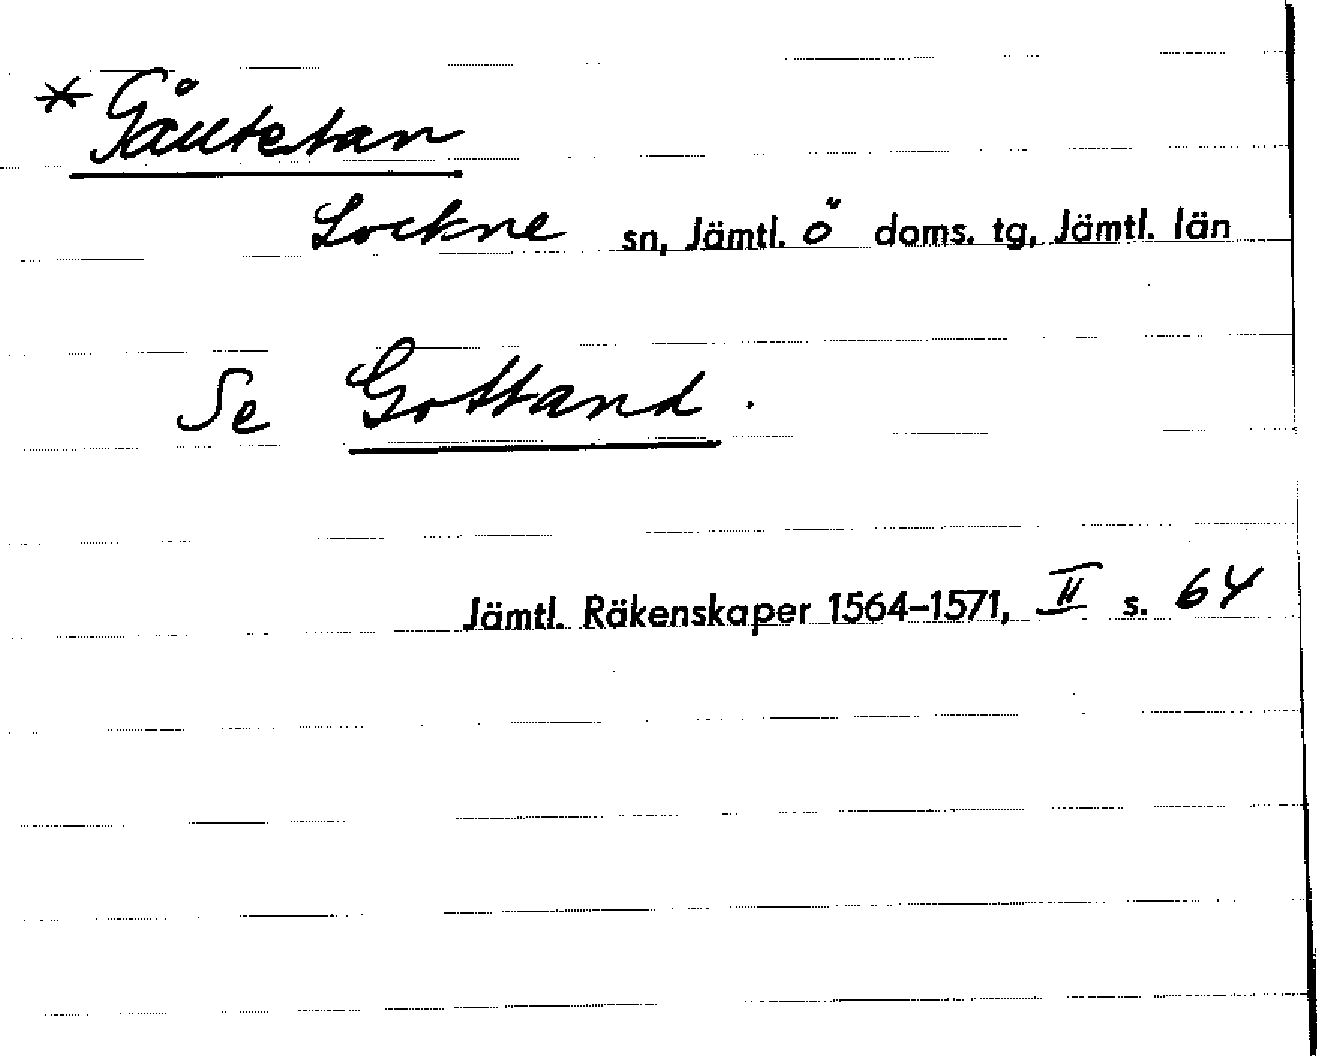 *Gåutetan
Lockne sn, Jämtl. ö doms. tg, Jämtl. län
Se Gottand.
Jämtl. Räkenskaper 1564–1571, II s. 64